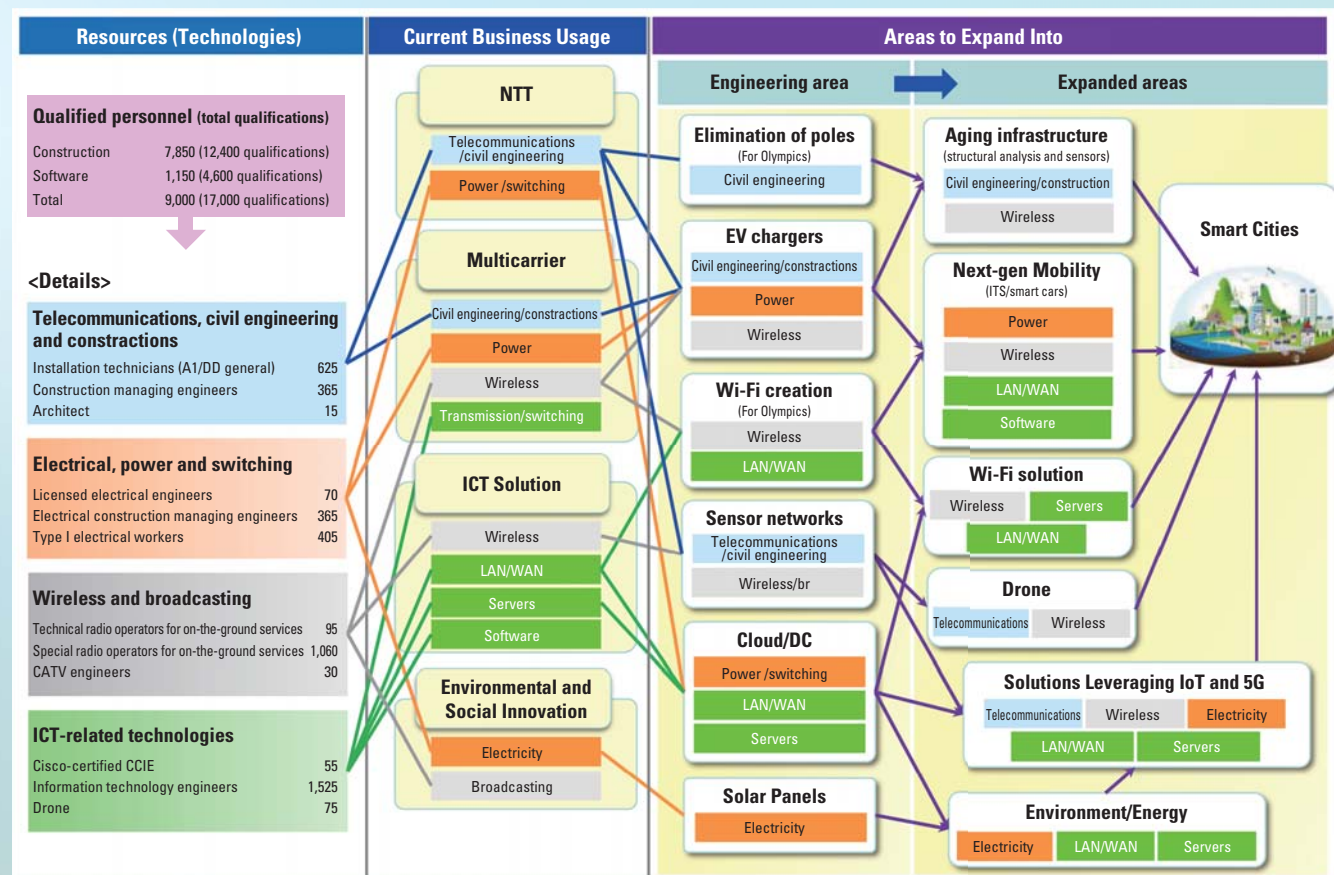 Resources (Technologies)
Qualified personnel (total qualifications)
Construction 7,850 (12,400 qualifications)
Software 1,150 (4,600 qualifications)
Total 9,000 (17,000 qualifications)
<Details>
Telecommunications, civil engineering
and constractions
Installation technicians (A1/DD general) 625
Construction managing engineers 365
Architect 15
Electrical, power and switching
Licensed electrical engineers 70
Electrical construction managing engineers 365
Type I electrical workers 405
Wireless and broadcasting
Technical radio operators for on-the-ground services 95
Special radio operators for on-the-ground services 1,060
CATV engineers 30
ICT-related technologies
Cisco-certified CCIE 55
Information technology engineers 1,525
Drone 75
Current Business Usage
NTT
Telecommunications
/civil engineering
Power/switching
Multicarrier
Civil engineering/constractions
Power
Wireless
Transmission/switching
ICT Solution
Wireless
LAN/WAN
Servers
Software
Environmental and
Social Innovation
Electricity
Broadcasting
Areas to Expand Into
Engineering area
Elimination of poles
(For Olympics)
Civil engineering
EV chargers
Civil engineering/constractions
Power
Wireless
Wi-Fi creation
(For Olympics)
Wireless
LAN/WAN
Sensor networks
Telecommunications
/civil engineering
Wireless/br
Cloud/DC
Power/switching
LAN/WAN
Servers
Solar Panels
Electricity
Expanded areas
Aging infrastructure
(structural analysis and sensors)
Civil engineering/construction
Wireless
Next-gen Mobility
(ITS/smart cars)
Power
Wireless
LAN/WAN
Software
Wi-Fi solution
Wireless Servers
LAN/WAN
Drone
Telecommunications Wireless
Solutions Leveraging IoT and 5G
Telecommunications Wireless Electricity
LAN/WAN Servers
Environment/Energy
Electricity LAN/WAN Servers
Smart Cities